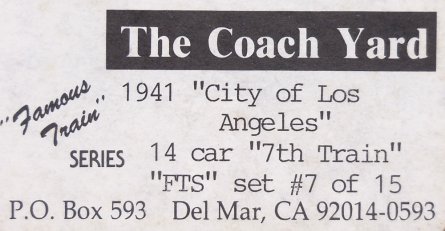 The Coach Yard
"Famous Train" SERIES
1941 "City of Los
Angeles"
14 car "7th Train"
"FTS" set #7 of 15
P.O. Box 593 Del Mar, CA 92014-0593